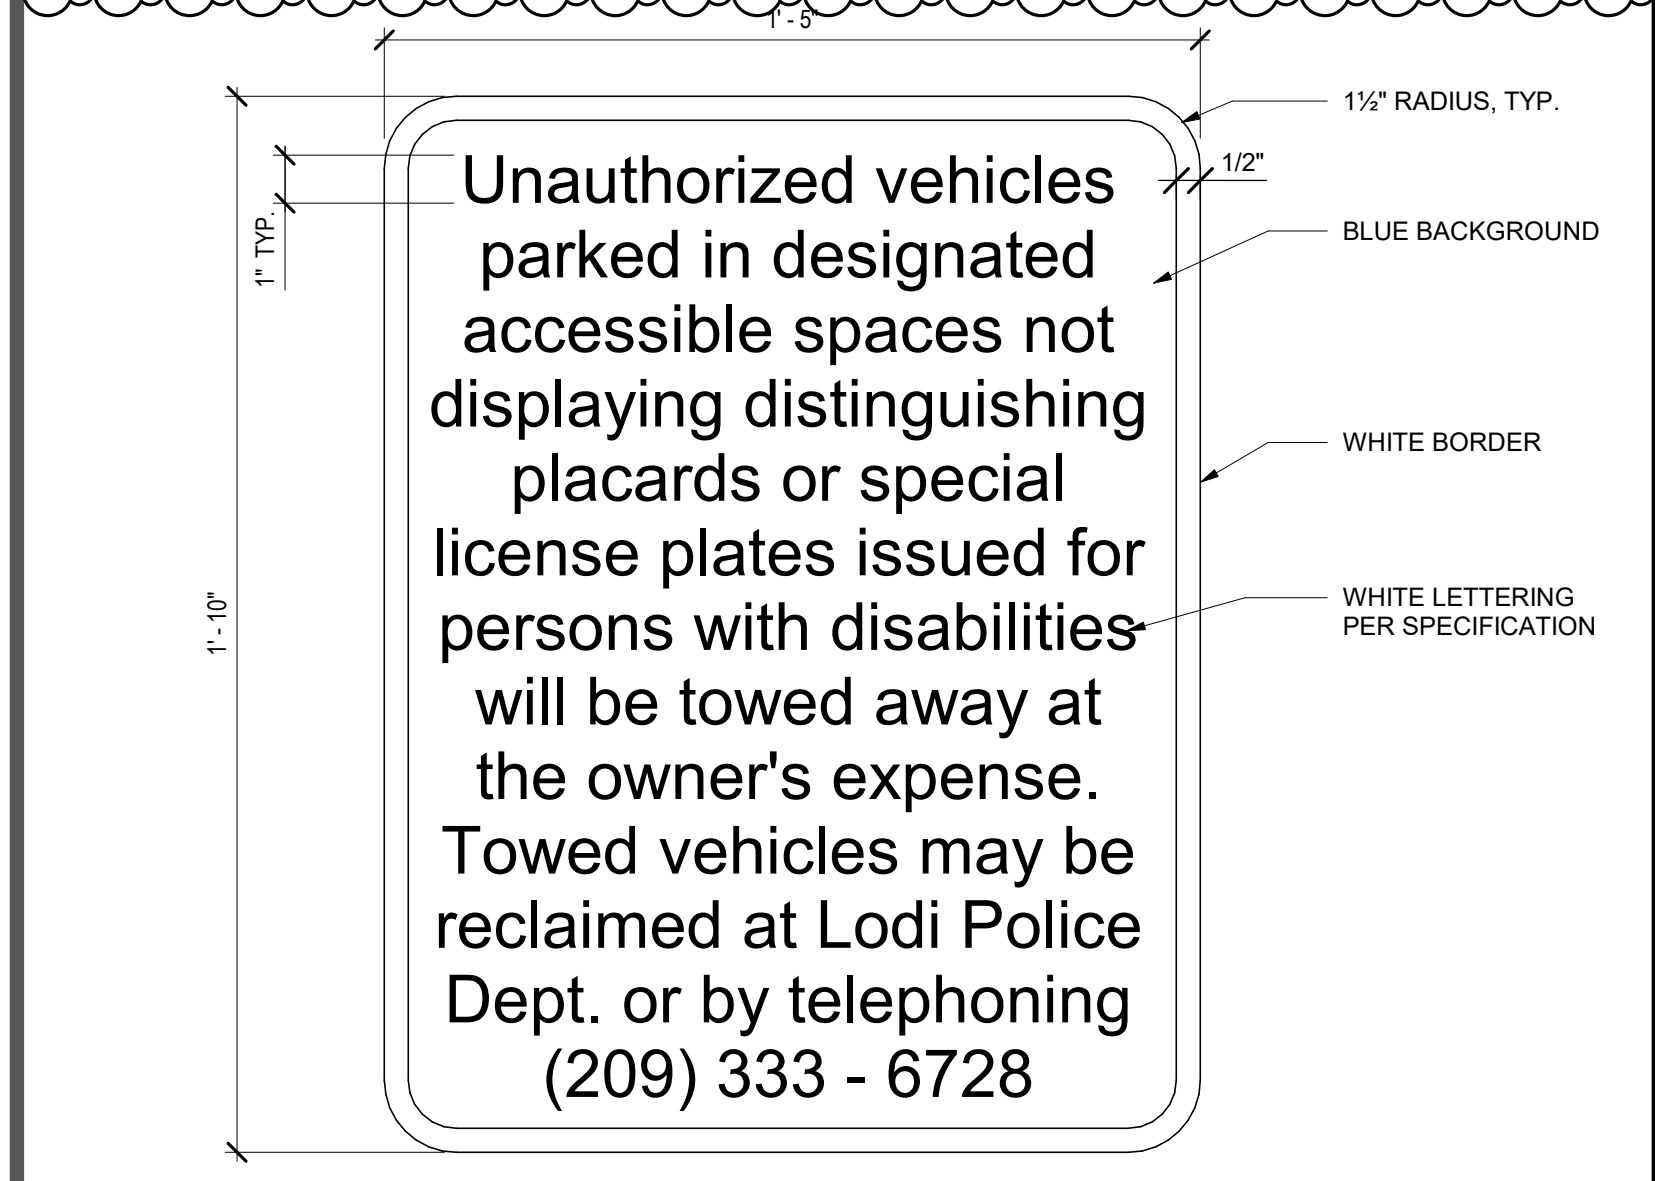 1' - 5"
1½" RADIUS, TYP.
1/2"
1" TYP.
BLUE BACKGROUND
WHITE BORDER
WHITE LETTERING
PER SPECIFICATION
1' - 10"
Unauthorized vehicles
parked in designated
accessible spaces not
displaying distinguishing
placards or special
license plates issued for
persons with disabilities
will be towed away at
the owner's expense.
Towed vehicles may be
reclaimed at Lodi Police
Dept. or by telephoning
(209) 333 - 6728